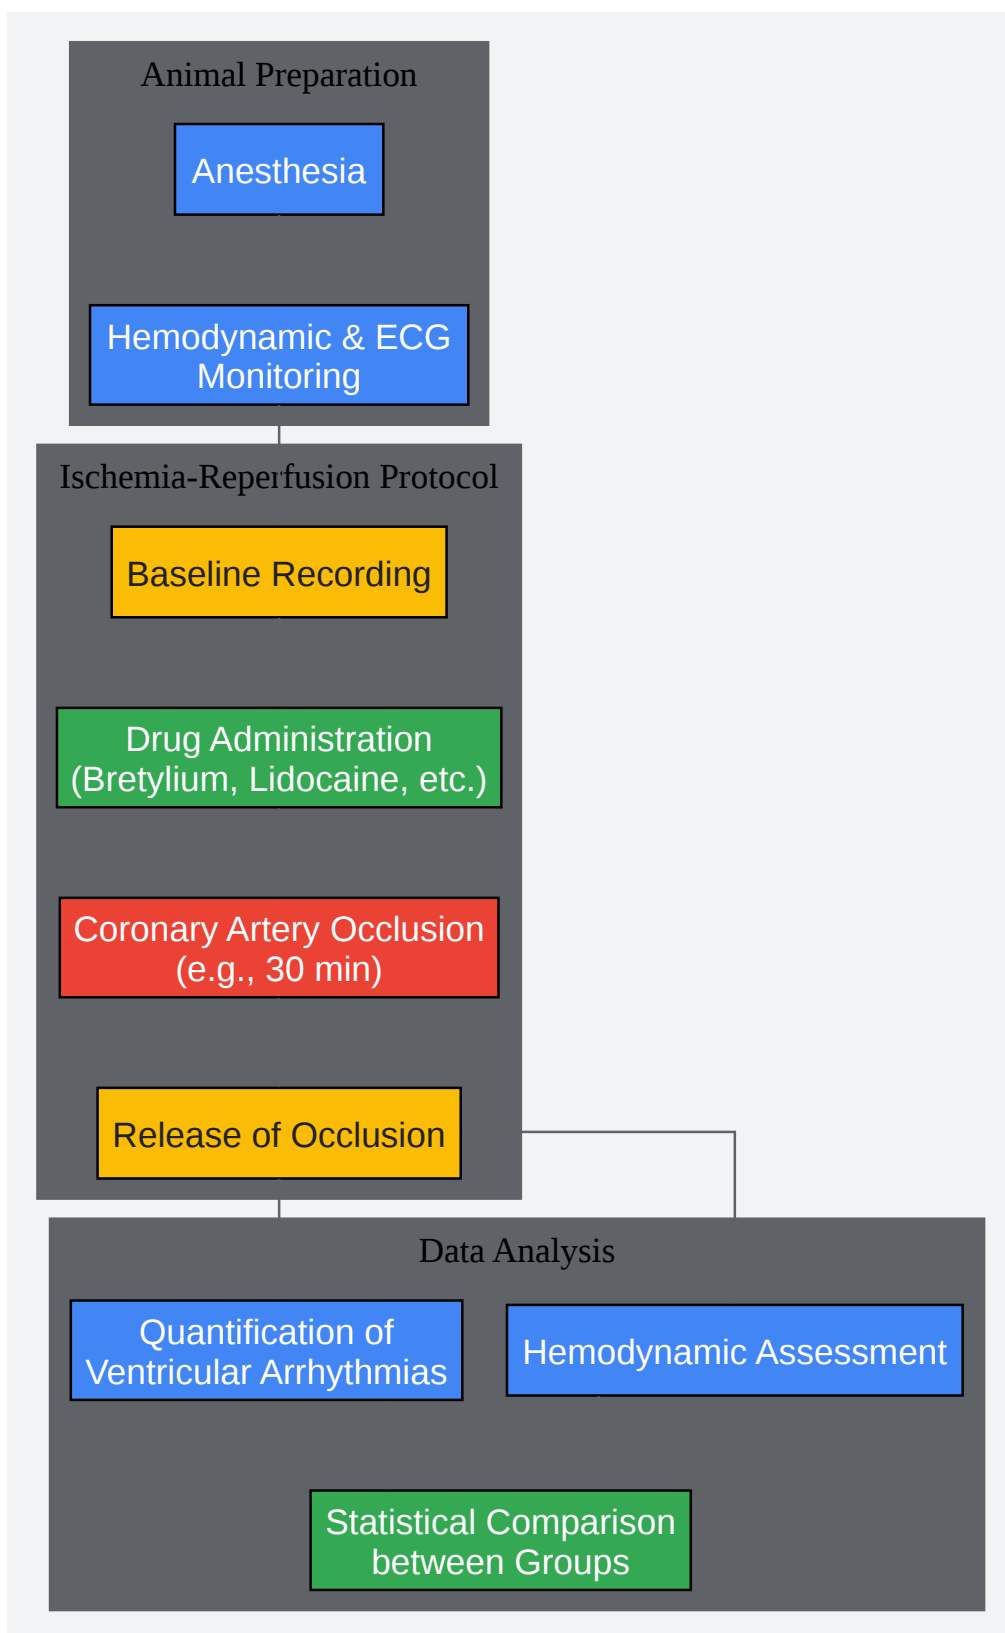 Animal Preparation
Anesthesia
Hemodynamic & ECG
Monitoring
Ischemia-Reperfusion Protocol
Baseline Recording
Drug Administration
(Bretylium, Lidocaine, etc.)
Coronary Artery Occlusion
(e.g., 30 min)
Release of Occlusion
Data Analysis
Quantification of
Ventricular Arrhythmias
Hemodynamic Assessment
Statistical Comparison
between Groups